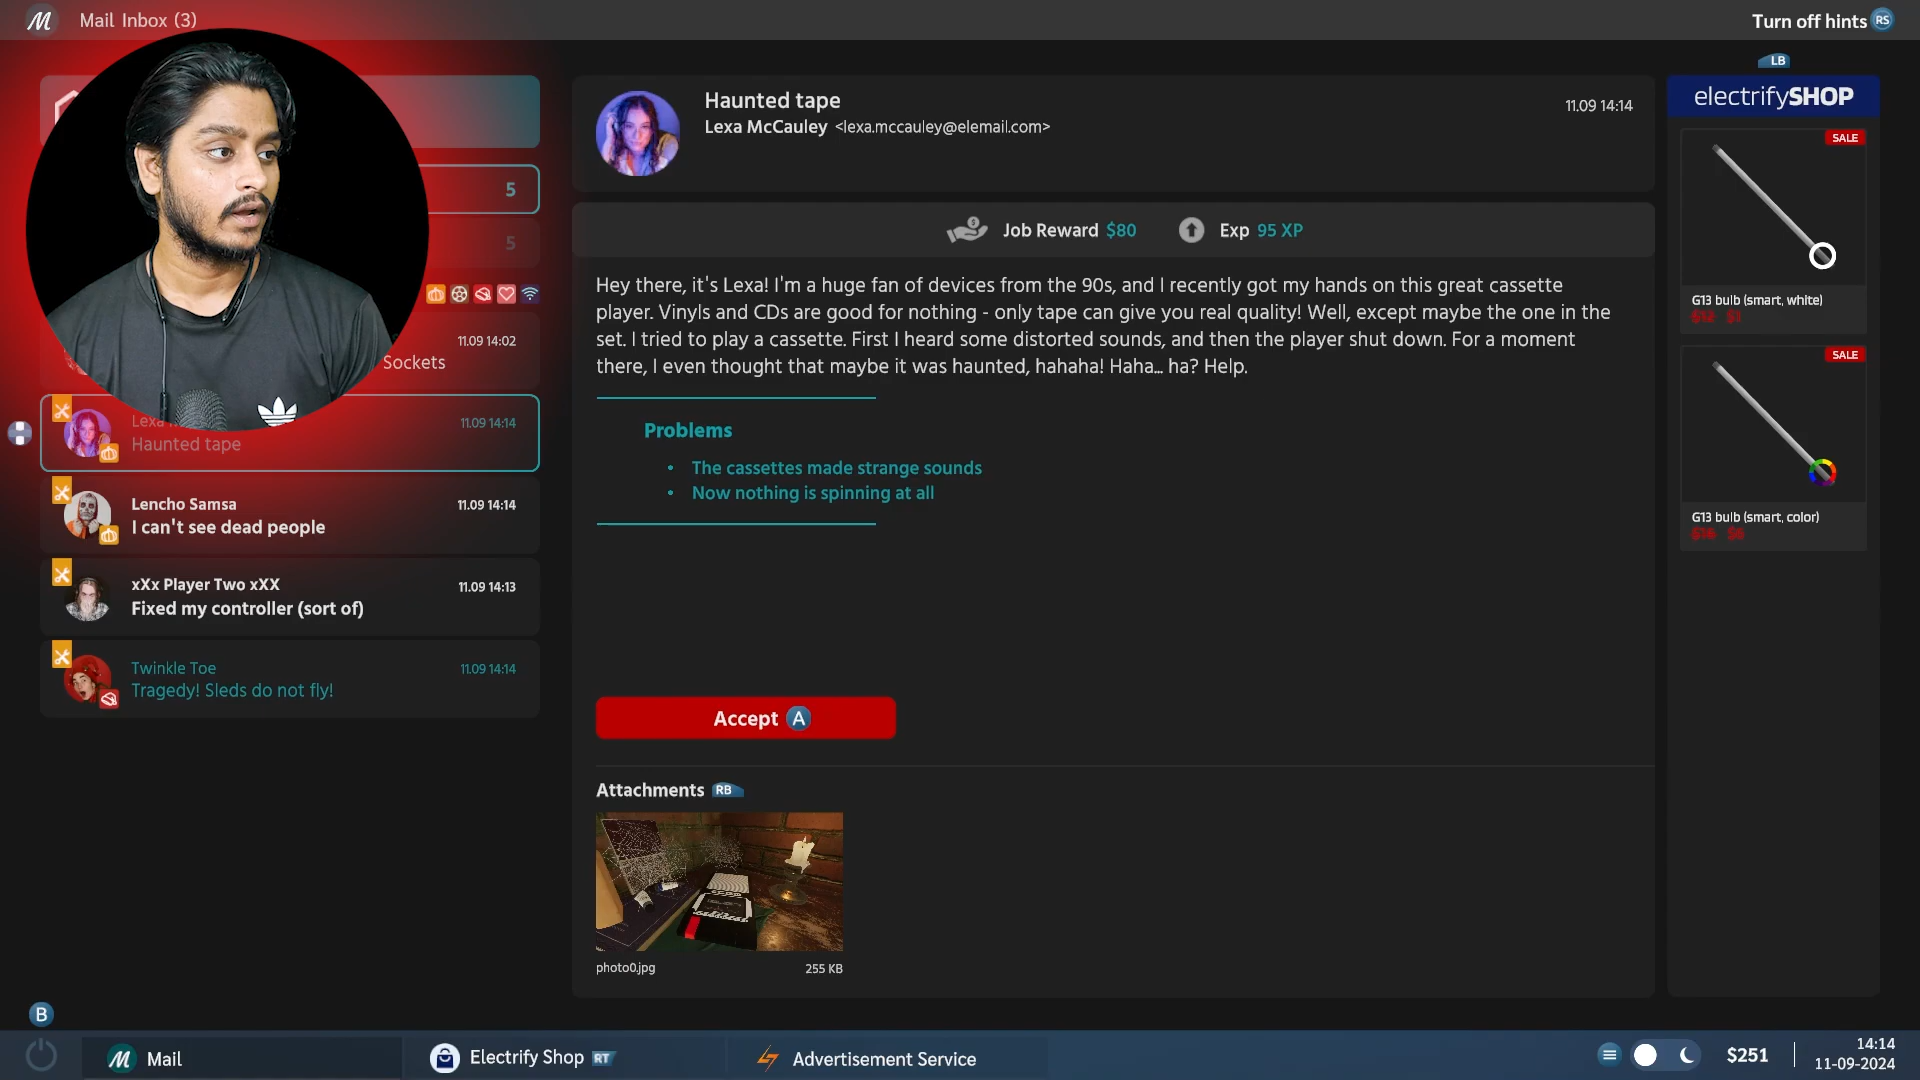 Mail Inbox (3)
Turn off hints RS
LB
electrifySHOP
SALE
G13 bulb (smart, white)
$12 $1
SALE
G13 bulb (smart, color)
$16 $6
5
5
11.09 14:02
Sockets
Lexa
11.09 14:14
Haunted tape
Lencho Samsa
11.09 14:14
I can't see dead people
xXx Player Two xXX
11.09 14:13
Fixed my controller (sort of)
Twinkle Toe
11.09 14:14
Tragedy! Sleds do not fly!
Haunted tape
11.09 14:14
Lexa McCauley <lexa.mccauley@elemail.com>
Job Reward $80
Exp 95 XP
Hey there, it's Lexa! I'm a huge fan of devices from the 90s, and I recently got my hands on this great cassette
player. Vinyls and CDs are good for nothing - only tape can give you real quality! Well, except maybe the one in the
set. I tried to play a cassette. First I heard some distorted sounds, and then the player shut down. For a moment
there, I even thought that maybe it was haunted, hahaha! Haha... ha? Help.
Problems
• The cassettes made strange sounds
• Now nothing is spinning at all
Accept A
Attachments RB
photo0.jpg
255 KB
B
Mail
Electrify Shop RT
Advertisement Service
$251
14:14
11-09-2024